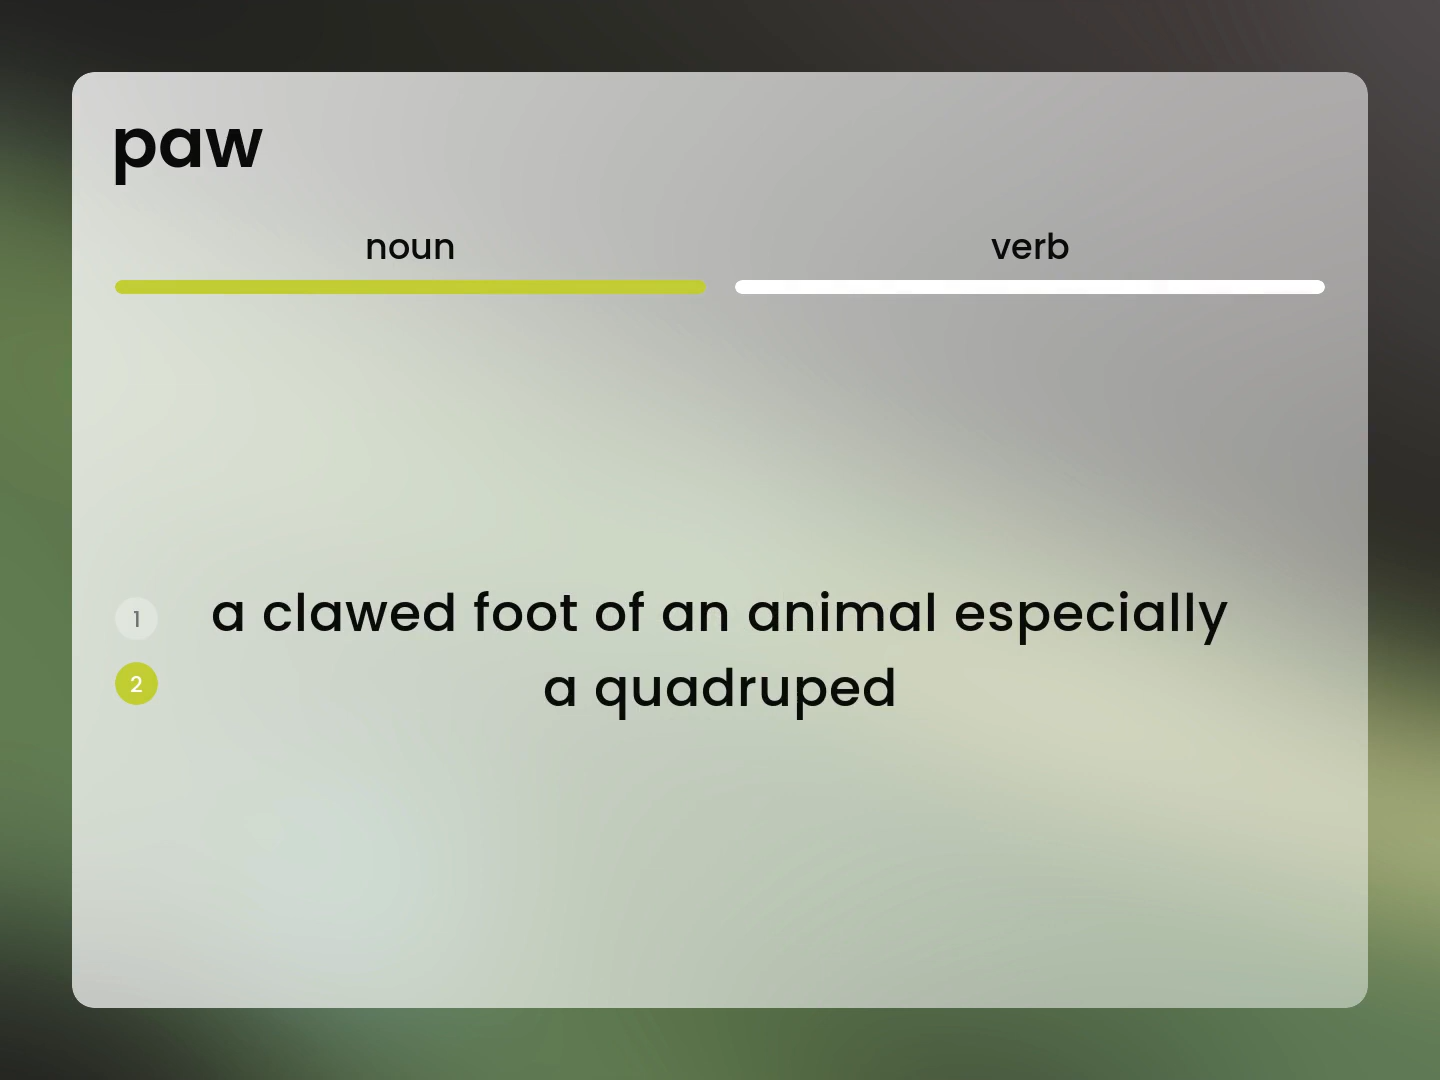 paw
noun
verb
1
a clawed foot of an animal especially
2
a quadruped